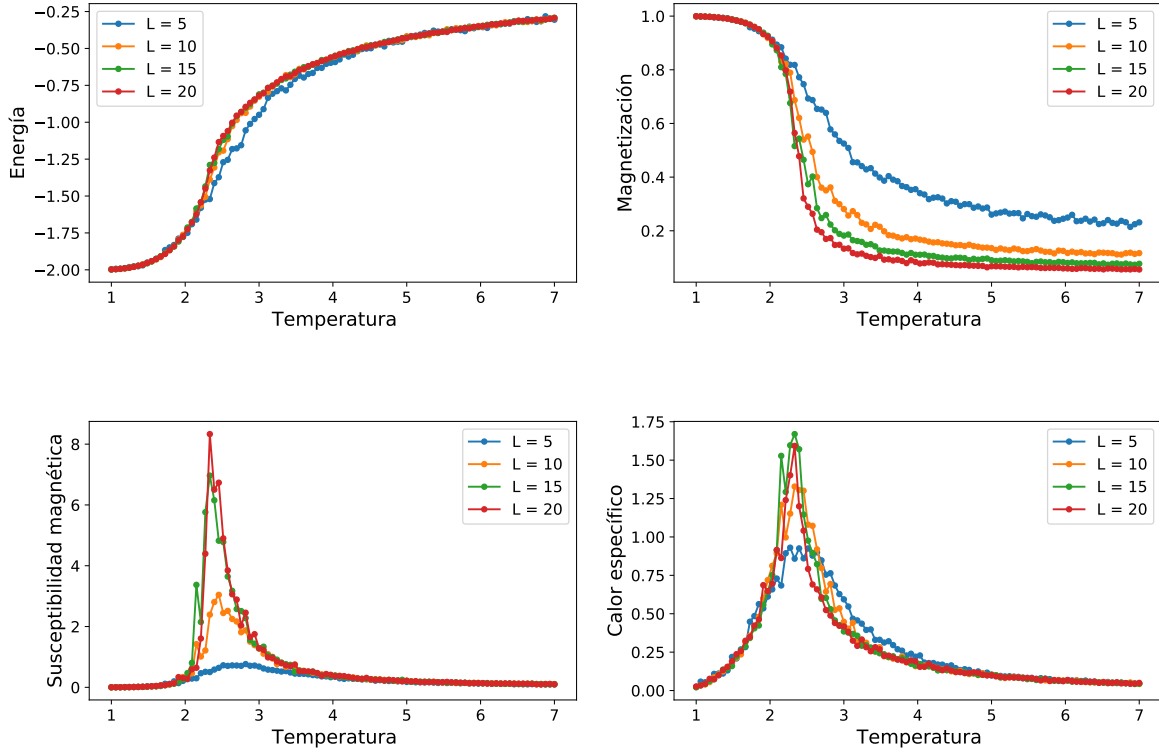 Energía
−0.25
−0.50
−0.75
−1.00
−1.25
−1.50
−1.75
−2.00
L = 5
L = 10
L = 15
L = 20
1 2 3 4 5 6 7
Temperatura
Magnetización
1.0
0.8
0.6
0.4
0.2
L = 5
L = 10
L = 15
L = 20
1 2 3 4 5 6 7
Temperatura
Susceptibilidad magnética
8
6
4
2
0
L = 5
L = 10
L = 15
L = 20
1 2 3 4 5 6 7
Temperatura
Calor específico
1.75
1.50
1.25
1.00
0.75
0.50
0.25
0.00
L = 5
L = 10
L = 15
L = 20
1 2 3 4 5 6 7
Temperatura